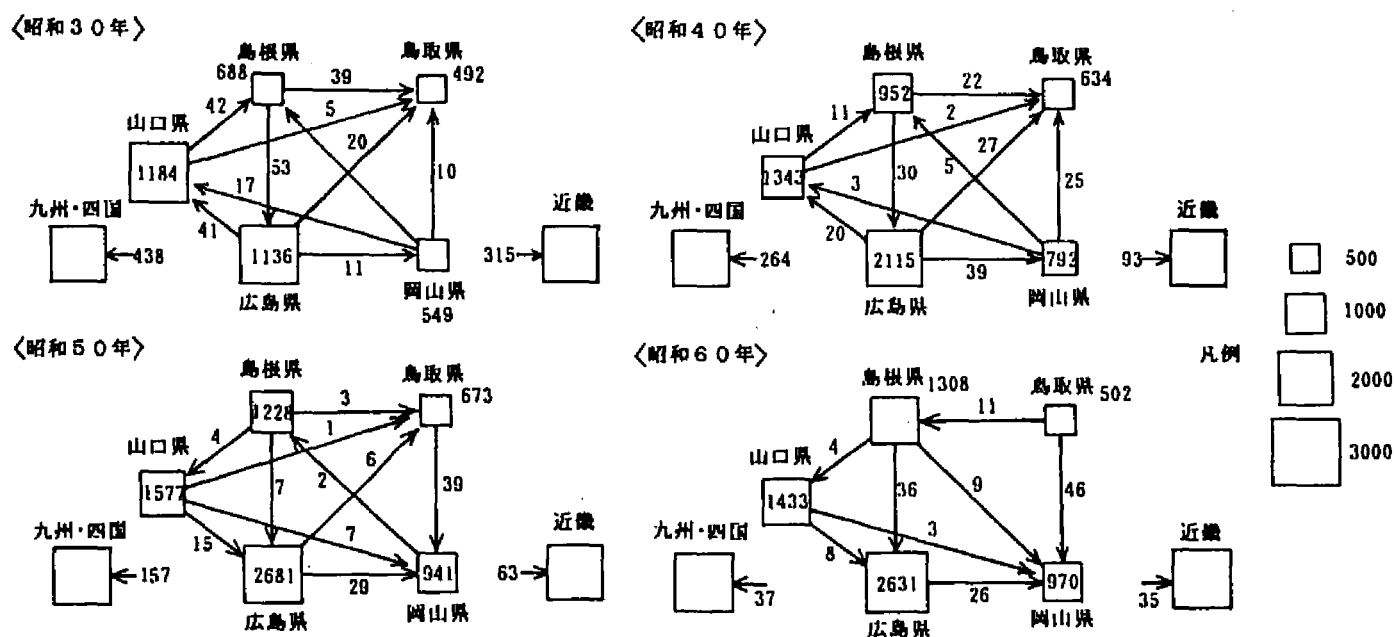 〈昭和30年〉
島根県
鳥取県
688
39
492
42
5
山口県
20
1184
53
10
17
九州・四国
近畿
41
438
1136
11
315
広島県
岡山県
549
〈昭和40年〉
島根県
鳥取県
22
634
952
11
2
山口県
27
1343
30
5
25
3
九州・四国
近畿
20
264
2115
39
793
93
広島県
岡山県
〈昭和50年〉
島根県
鳥取県
3
673
1228
1
4
山口県
6
7
2
39
1577
九州・四国
近畿
15
7
157
2681
29
941
63
広島県
岡山県
〈昭和60年〉
島根県
1308
鳥取県
502
11
4
山口県
36
9
46
1433
九州・四国
近畿
3
8
37
2631
26
970
35
広島県
岡山県
500
1000
凡例
2000
3000